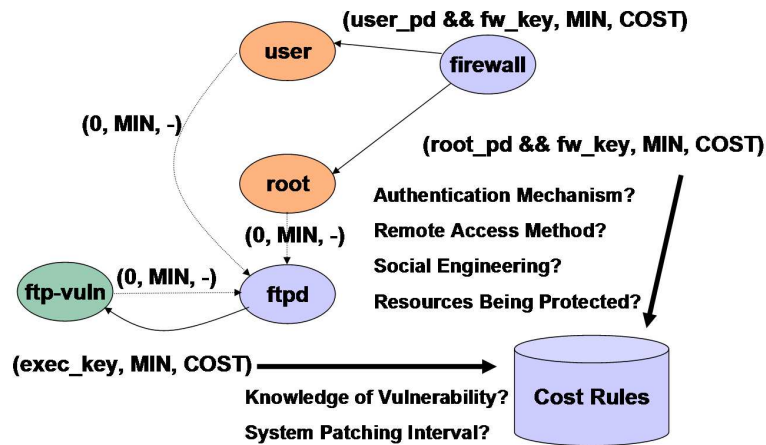 (user_pd && fw_key, MIN, COST)
user
firewall
(0, MIN, -)
(root_pd && fw_key, MIN, COST)
root
Authentication Mechanism?
(0, MIN, -)
Remote Access Method?
Social Engineering?
(0, MIN, -)
ftp-vuln
ftpd
Resources Being Protected?
(exec_key, MIN, COST)
Knowledge of Vulnerability?
System Patching Interval?
Cost Rules